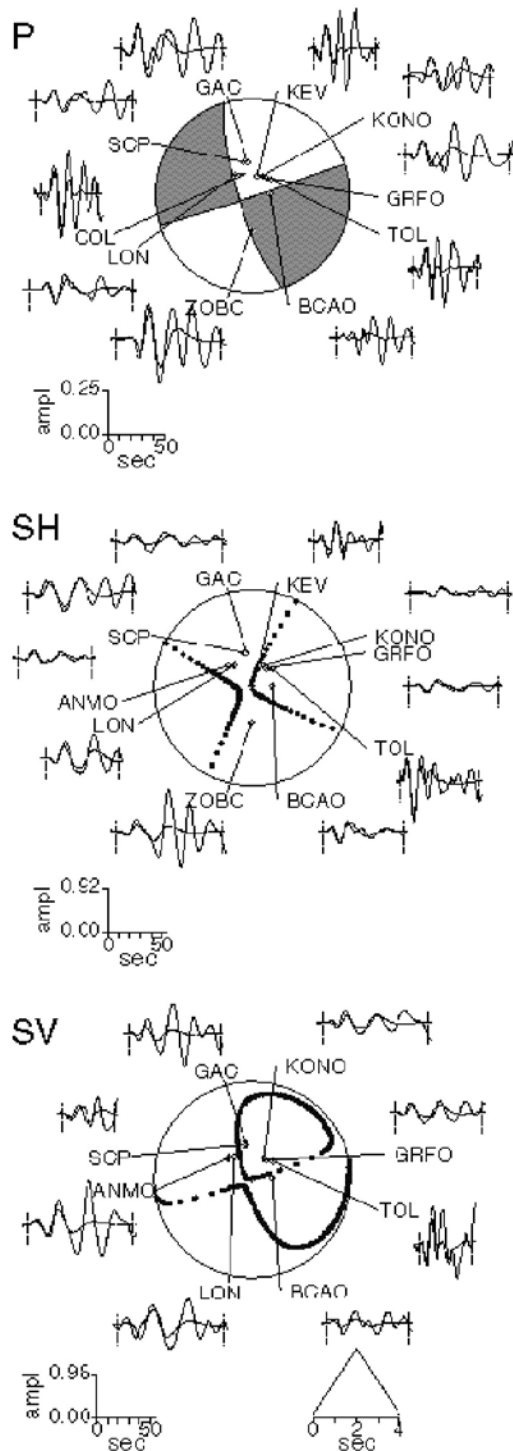 P
GAC
KEV
KONO
SCP
GRFO
COL
TOL
LON
ZOBC
BCAO
ampl
0.25
0.00
0
50
sec
SH
GAC
KEV
SCP
KONO
GRFO
ANMO
LON
TOL
ZOBC
BCAO
ampl
0.92
0.00
0
50
sec
SV
GAC
KONO
SCP
GRFO
ANMO
TOL
LON
BCAO
ampl
0.98
0.00
0
50
sec
0
2
4
sec